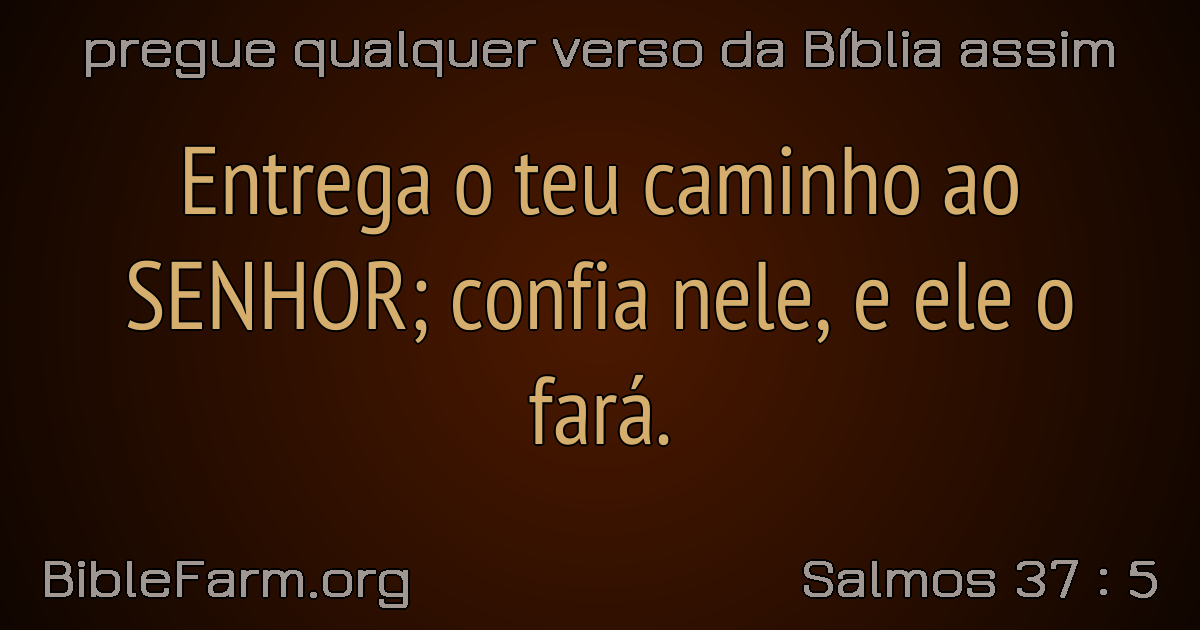 pregue qualquer verso da Bíblia assim
Entrega o teu caminho ao
SENHOR; confia nele, e ele o
fará.
BibleFarm.org
Salmos 37 : 5